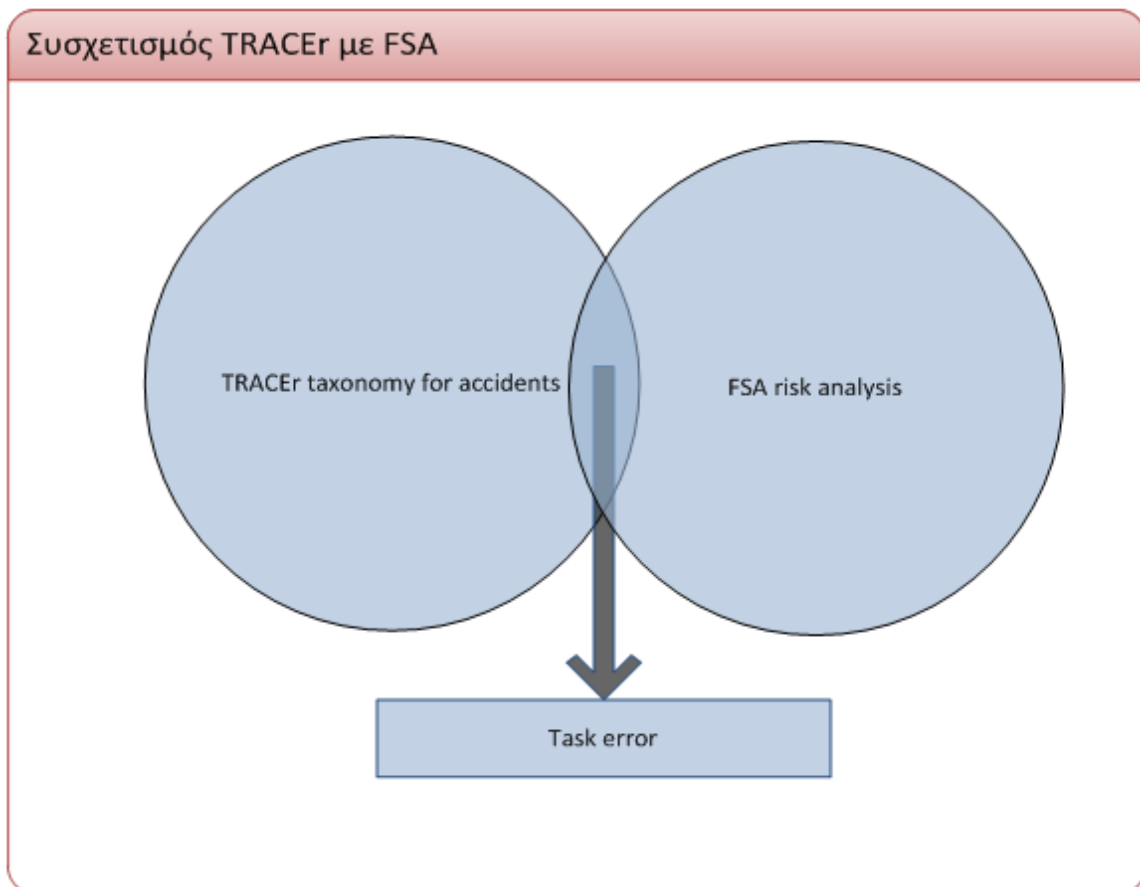 Συσχετισμός TRACEr με FSA
TRACEr taxonomy for accidents
FSA risk analysis
Task error